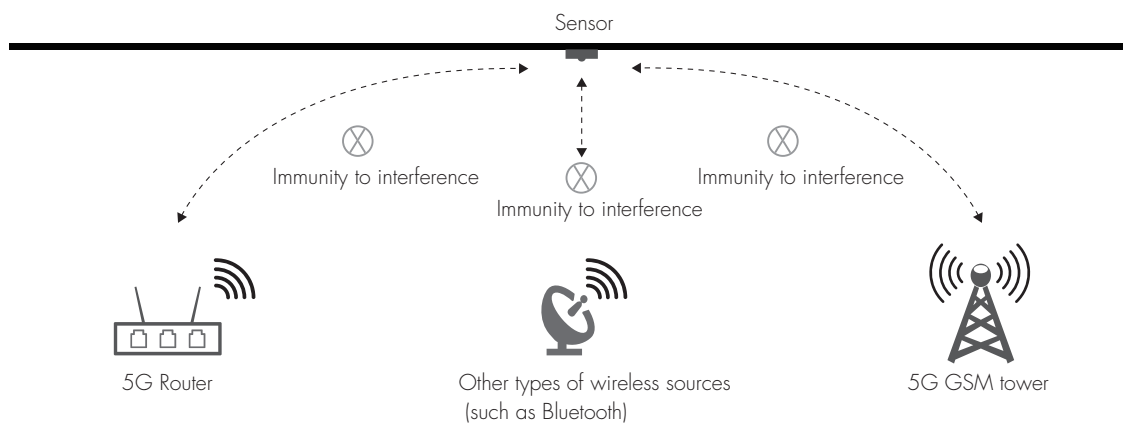 Sensor
Immunity to interference
Immunity to interference
Immunity to interference
5G Router
Other types of wireless sources
(such as Bluetooth)
5G GSM tower